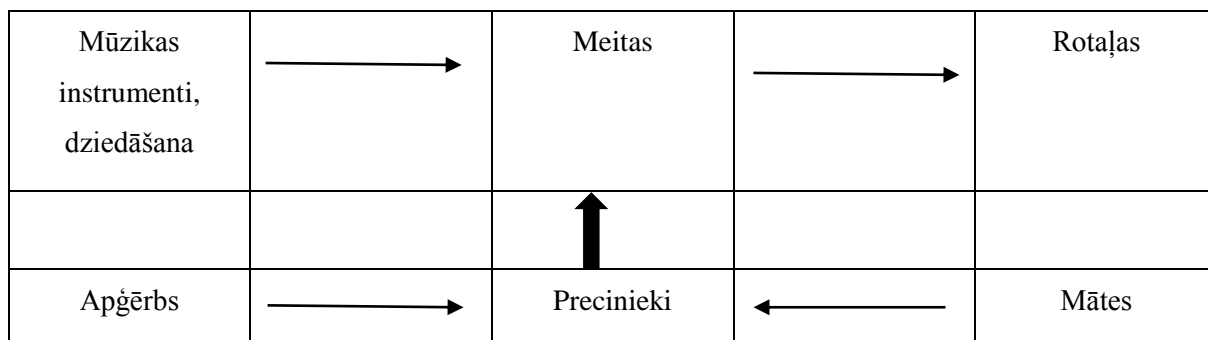 Mūzikas
instrumenti,
dziedāšana
Meitas
Rotaļas
Apģērbs
Precinieki
Mātes